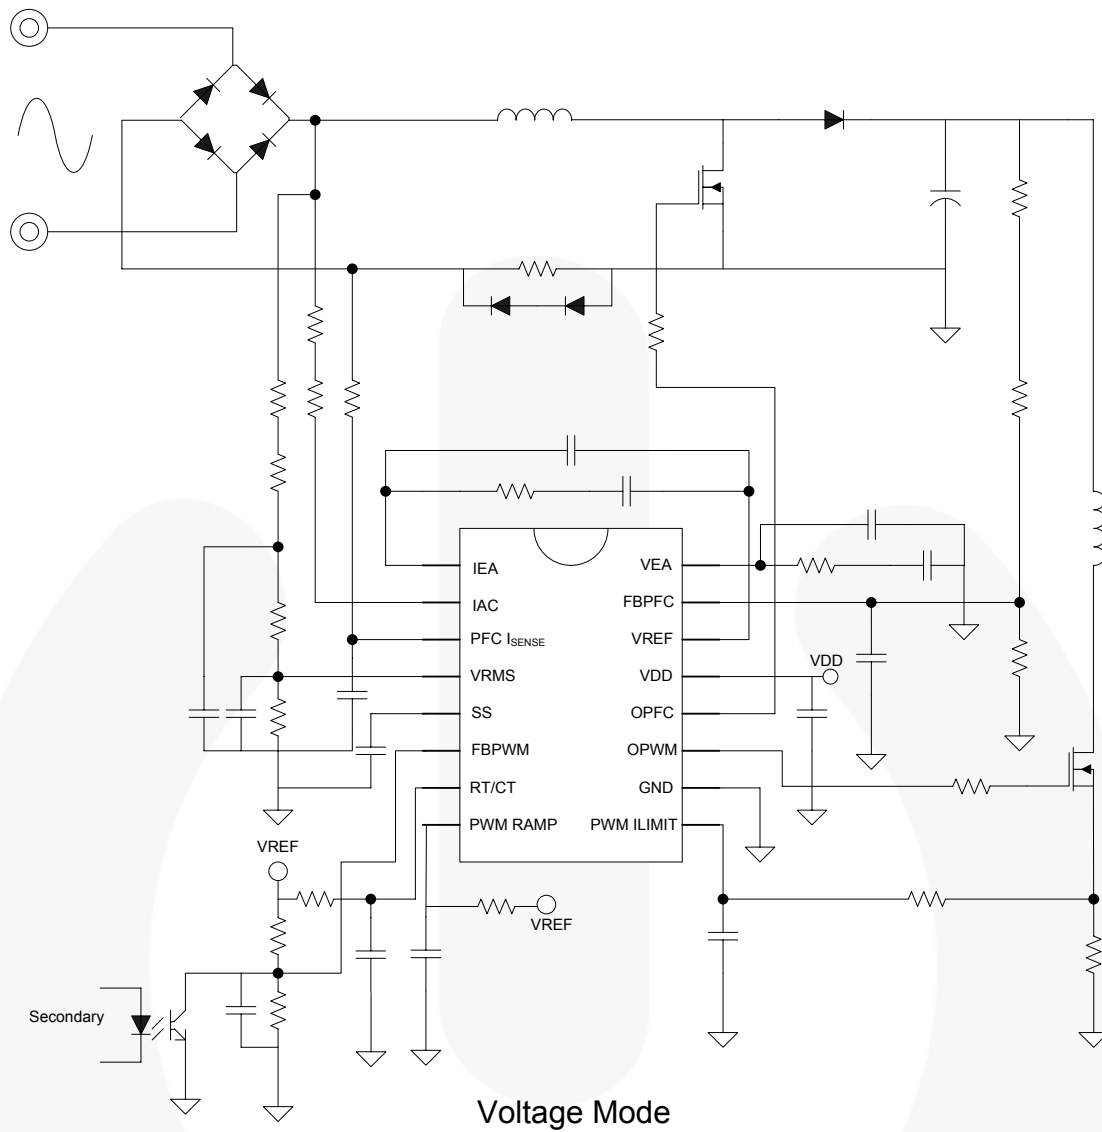 IEA
IAC
PFC ISENSE
VRMS
SS
FBPWM
RT/CT
PWM RAMP
VEA
FBPFC
VREF
VDD
OPFC
OPWM
GND
PWM ILIMIT
VDD
VREF
VREF
Secondary
Voltage Mode